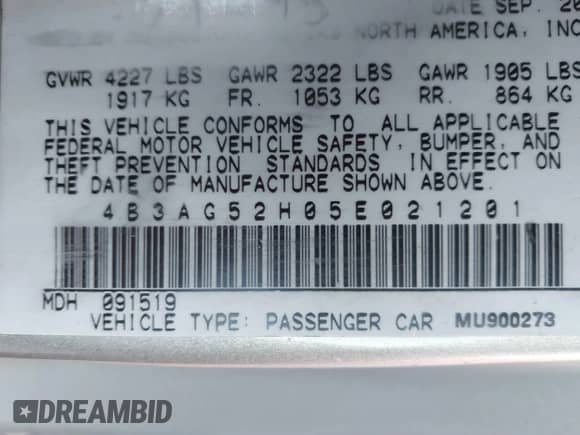 DATE SEP. 20
NORTH AMERICA, INC
GVWR 4227 LBS GAWR 2322 LBS GAWR 1905 LBS
1917 KG FR. 1053 KG RR. 864 KG
THIS VEHICLE CONFORMS TO ALL APPLICABLE
FEDERAL MOTOR VEHICLE SAFETY, BUMPER, AND
THEFT PREVENTION STANDARDS IN EFFECT ON
THE DATE OF MANUFACTURE SHOWN ABOVE.
4B3AG52H05E021201
MDH 091519
VEHICLE TYPE: PASSENGER CAR MU900273
DREAMBID